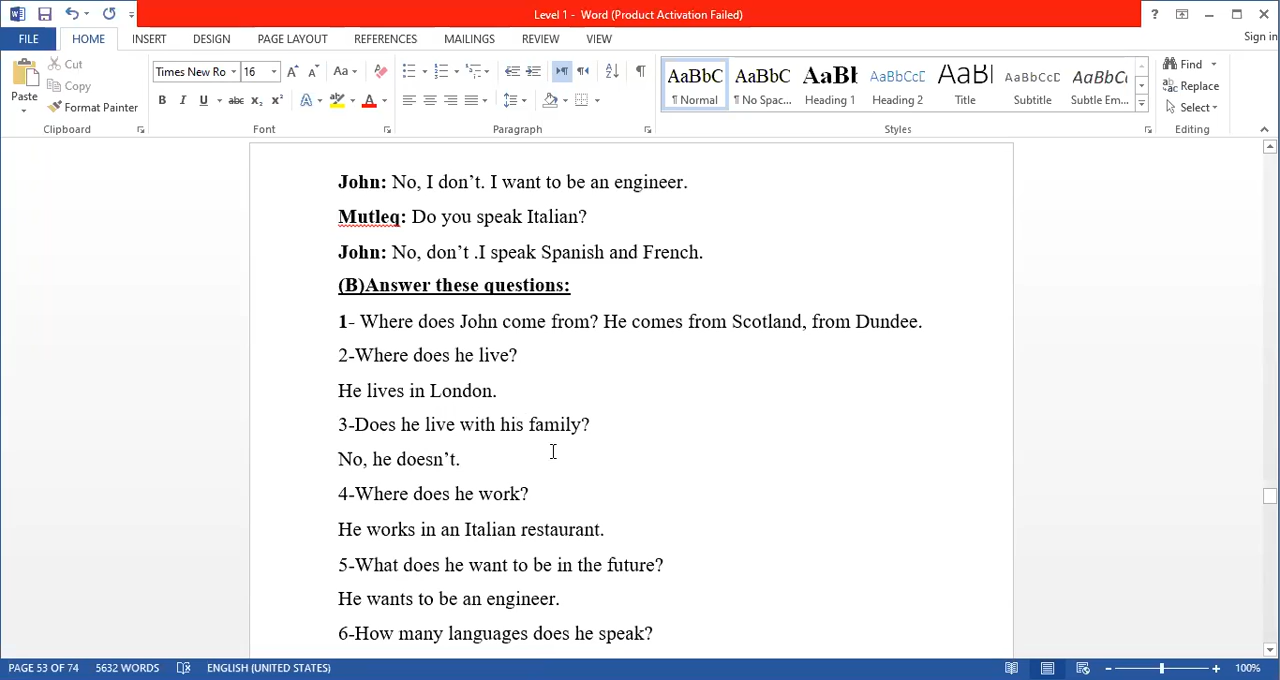 Level 1 - Word (Product Activation Failed)
FILE HOME INSERT DESIGN PAGE LAYOUT REFERENCES MAILINGS REVIEW VIEW Sign in
Paste
Cut
Copy
Format Painter
Clipboard
Times New Ro 16
Font
Paragraph
AaBbC AaBbC AaBbl AaBbCcD AaBl AaBbCcD AaBbCc
¶ Normal ¶ No Spac... Heading 1 Heading 2 Title Subtitle Subtle Em...
Styles
Find
Replace
Select
Editing
John: No, I don’t. I want to be an engineer.
Mutleq: Do you speak Italian?
John: No, don’t .I speak Spanish and French.
(B)Answer these questions:
1- Where does John come from? He comes from Scotland, from Dundee.
2-Where does he live?
He lives in London.
3-Does he live with his family?
No, he doesn’t.
4-Where does he work?
He works in an Italian restaurant.
5-What does he want to be in the future?
He wants to be an engineer.
6-How many languages does he speak?
PAGE 53 OF 74 5632 WORDS ENGLISH (UNITED STATES) 100%